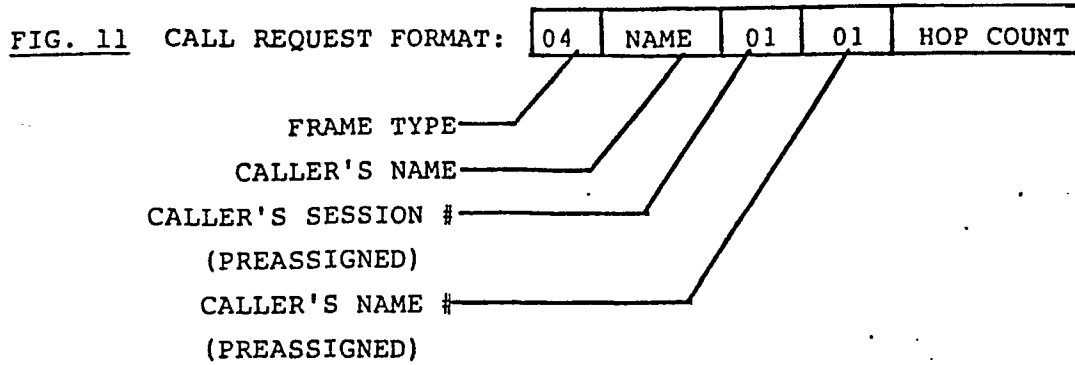 FIG. 11 CALL REQUEST FORMAT: 04 NAME 01 01 HOP COUNT
FRAME TYPE
CALLER'S NAME
CALLER'S SESSION #
(PREASSIGNED)
CALLER'S NAME #
(PREASSIGNED)